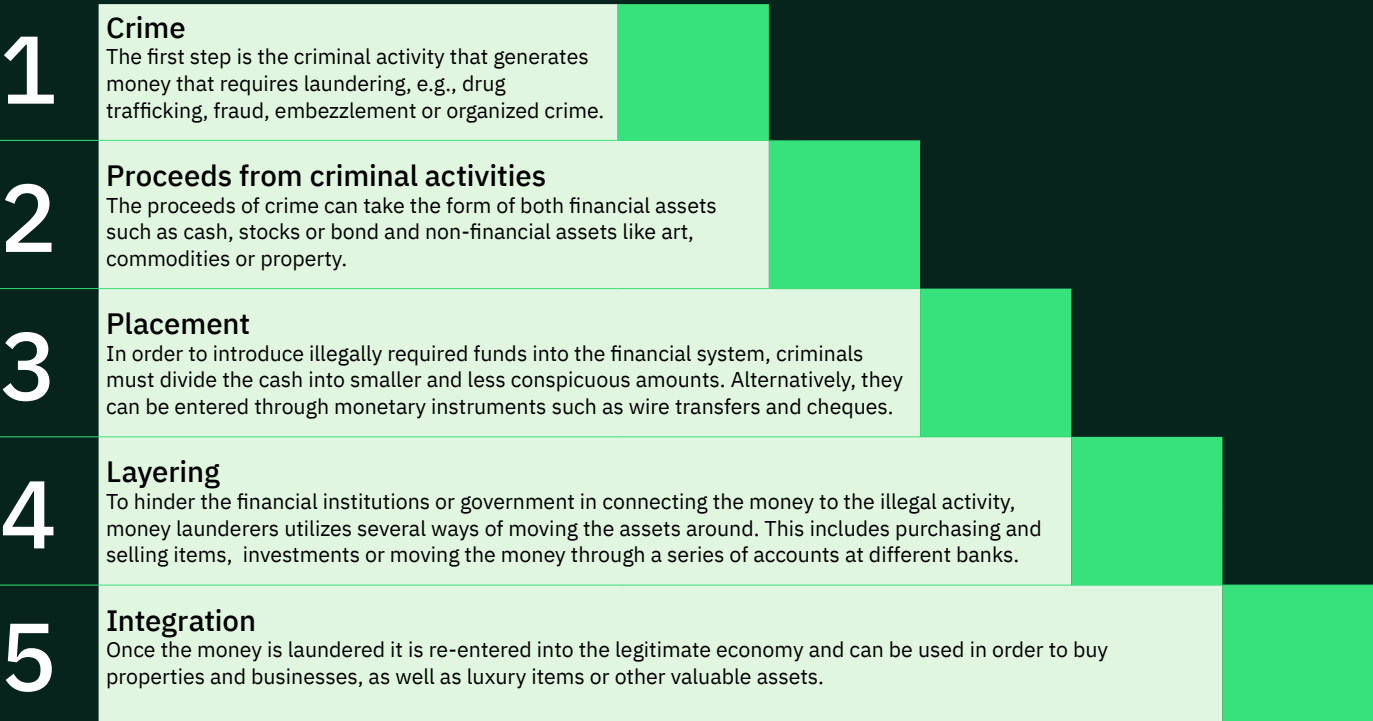 1
Crime
The first step is the criminal activity that generates
money that requires laundering, e.g., drug
trafficking, fraud, embezzlement or organized crime.
2
Proceeds from criminal activities
The proceeds of crime can take the form of both financial assets
such as cash, stocks or bond and non-financial assets like art,
commodities or property.
3
Placement
In order to introduce illegally required funds into the financial system, criminals
must divide the cash into smaller and less conspicuous amounts. Alternatively, they
can be entered through monetary instruments such as wire transfers and cheques.
4
Layering
To hinder the financial institutions or government in connecting the money to the illegal activity,
money launderers utilizes several ways of moving the assets around. This includes purchasing and
selling items,  investments or moving the money through a series of accounts at different banks.
5
Integration
Once the money is laundered it is re-entered into the legitimate economy and can be used in order to buy
properties and businesses, as well as luxury items or other valuable assets.